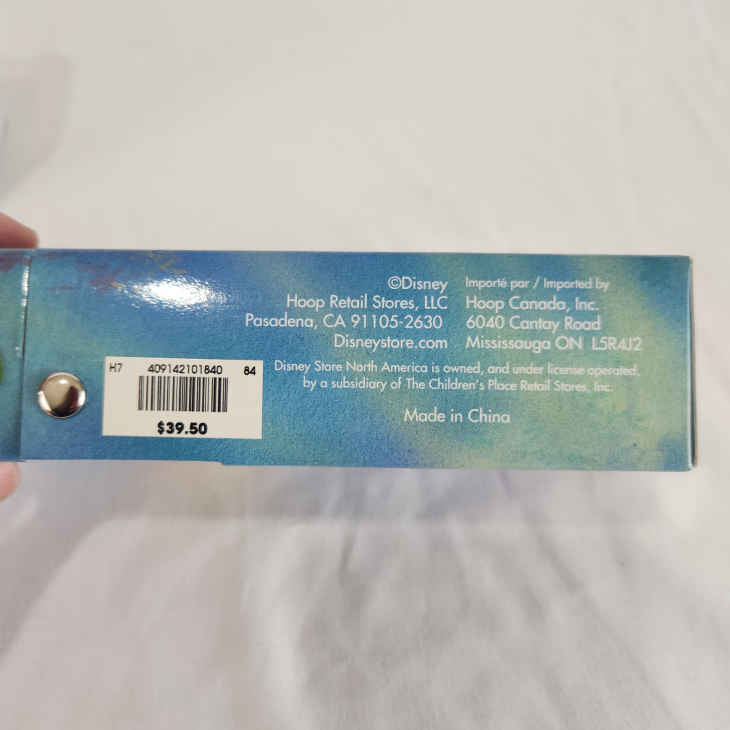 ©Disney
Hoop Retail Stores, LLC
Pasadena, CA 91105-2630
Disneystore.com
Importé par / Imported by
Hoop Canada, Inc.
6040 Cantay Road
Mississauga ON L5R4J2
Disney Store North America is owned, and under license operated,
by a subsidiary of The Children's Place Retail Stores, Inc.
Made in China
H7 409142101840 84
$39.50